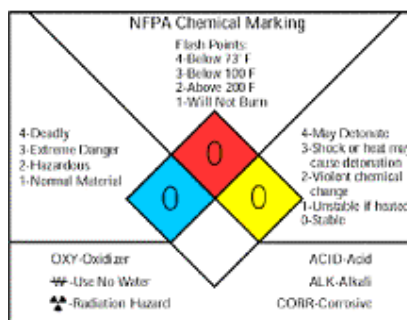 NFPA Chemical Marking
Flash Points:
4-Below 73° F
3-Below 100 F
2-Above 200 F
1-Will Not Burn
4-Deadly
3-Extreme Danger
2-Hazardous
1-Normal Material
4-May Detonate
3-Shock or heat may
cause detonation
2-Violent chemical
change
1-Unstable if heated
0-Stable
0
0
0
OXY-Oxidizer
W-Use No Water
-Radiation Hazard
ACID-Acid
ALK-Alkali
CORR-Corrosive